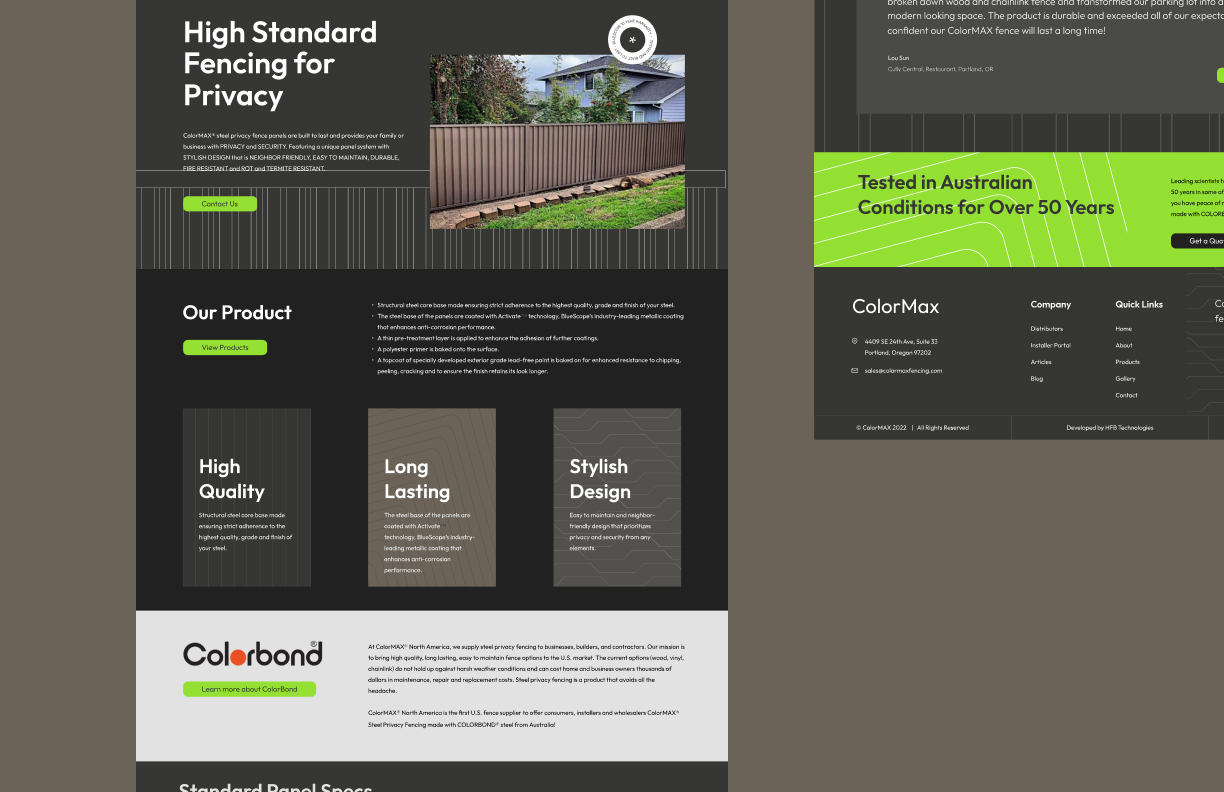 High Standard
Fencing for
Privacy
ColorMAX® steel privacy fence panels are built to last and provides your family or
business with PRIVACY and SECURITY. Featuring a unique panel system with
STYLISH DESIGN that is NEIGHBOR FRIENDLY, EASY TO MAINTAIN, DURABLE,
FIRE RESISTANT and ROT and TERMITE RESISTANT.
Contact Us
Our Product
View Products
• Structural steel core base made ensuring strict adherence to the highest quality, grade and finish of your steel.
• The steel base of the panels are coated with Activate™ technology, BlueScope's industry-leading metallic coating
that enhances anti-corrosion performance.
• A thin pre-treatment layer is applied to enhance the adhesion of further coatings.
• A polyester primer is baked onto the surface.
• A topcoat of specially developed exterior grade lead-free paint is baked on for enhanced resistance to chipping,
peeling, cracking and to ensure the finish retains its look longer.
High
Quality
Structural steel core base made
ensuring strict adherence to the
highest quality, grade and finish of
your steel.
Long
Lasting
The steel base of the panels are
coated with Activate
technology, BlueScope's industry-
leading metallic coating that
enhances anti-corrosion
performance.
Stylish
Design
Easy to maintain and neighbor-
friendly design that prioritizes
privacy and security from any
elements.
Colorbond®
Learn more about ColorBond
At ColorMAX® North America, we supply steel privacy fencing to businesses, builders, and contractors. Our mission is
to bring high quality, long lasting, easy to maintain fence options to the U.S. market. The current options (wood, vinyl,
chainlink) do not hold up against harsh weather conditions and can cost home and business owners thousands of
dollars in maintenance, repair and replacement costs. Steel privacy fencing is a product that avoids all the
headache.
ColorMAX® North America is the first U.S. fence supplier to offer consumers, installers and wholesalers ColorMAX®
Steel Privacy Fencing made with COLORBOND® steel from Australia!
Standard Panel Specs
broken down wood and chainlink fence and transformed our parking lot into a
modern looking space. The product is durable and exceeded all of our expecta
confident our ColorMAX fence will last a long time!
Lou Sun
Cully Central, Restaurant, Portland, OR
Tested in Australian
Conditions for Over 50 Years
Leading scientists h
50 years in some of
you have peace of m
made with COLORB
Get a Quo
ColorMax
4409 SE 24th Ave, Suite 33
Portland, Oregan 97202
sales@colormaxfencing.com
Company
Distributors
Installer Portal
Articles
Blog
Quick Links
Home
About
Products
Gallery
Contact
Co
fe
© ColorMAX 2022 | All Rights Reserved
Developed by HFB Technologies